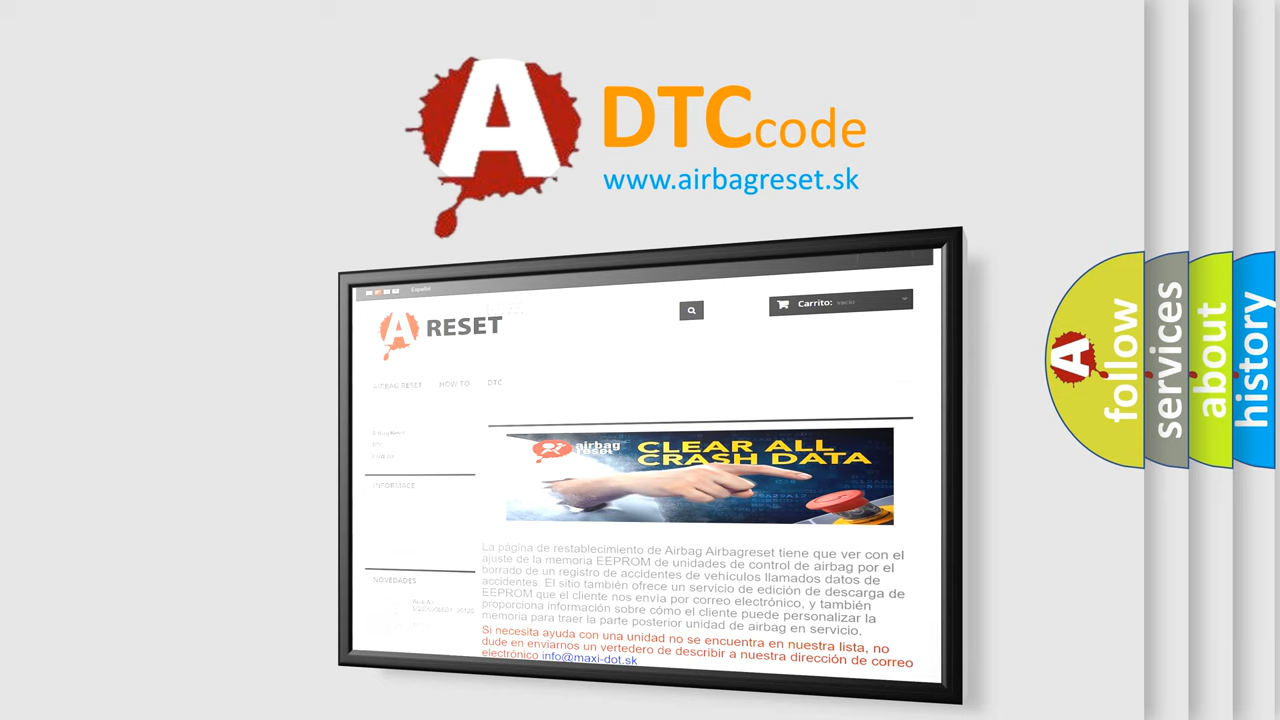 A
DTCcode
www.airbagreset.sk
Español
A RESET
Carrito: vacío
AIRBAG RESET HOW TO DTC
INFORMACE
NOVEDADES
airbag
reset
CLEAR ALL
CRASH DATA
La página de restablecimiento de Airbag Airbagreset tiene que ver con el
ajuste de la memoria EEPROM de unidades de control de airbag por el
borrado de un registro de accidentes de vehículos llamados datos de
accidentes. El sitio también ofrece un servicio de edición de descarga de
EEPROM que el cliente nos envía por correo electrónico, y también
proporciona información sobre cómo el cliente puede personalizar la
memoria para traer la parte posterior unidad de airbag en servicio.
Si necesita ayuda con una unidad no se encuentra en nuestra lista, no
dude en enviarnos un vertedero de describir a nuestra dirección de correo
electrónico info@maxi-dot.sk
A
follow
services
about
history